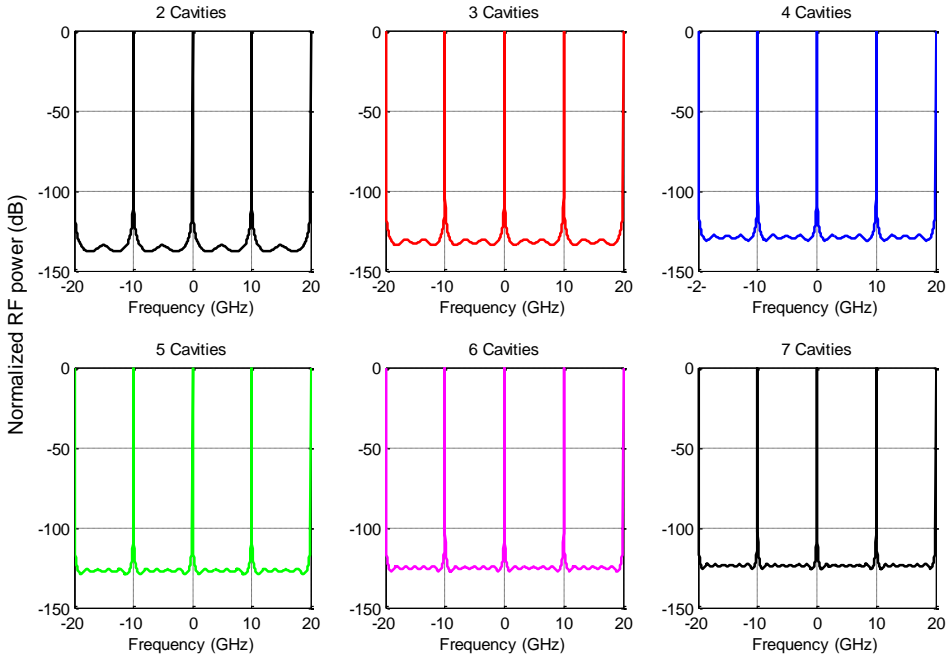 2 Cavities 3 Cavities 4 Cavities
0 0 0
-50 -50 -50
-100 -100 -100
-150 -150 -150
-20 -10 0 10 20 -20 -10 0 10 20 -2- -10 0 10 20
Frequency (GHz) Frequency (GHz) Frequency (GHz)
Normalized RF power (dB)
5 Cavities 6 Cavities 7 Cavities
0 0 0
-50 -50 -50
-100 -100 -100
-150 -150 -150
-20 -10 0 10 20 -20 -10 0 10 20 -20 -10 0 10 20
Frequency (GHz) Frequency (GHz) Frequency (GHz)